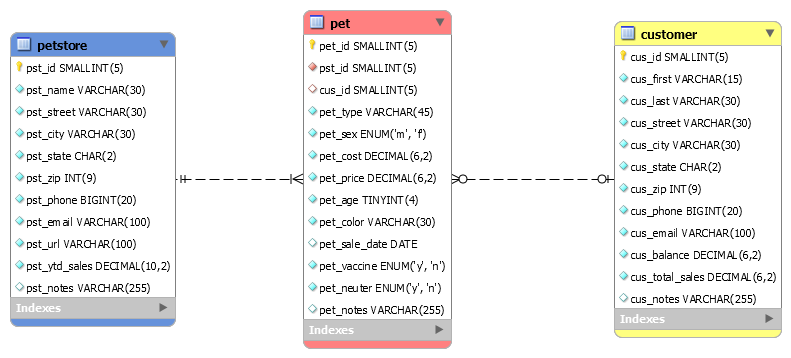 petstore
pst_id SMALLINT(5)
pst_name VARCHAR(30)
pst_street VARCHAR(30)
pst_city VARCHAR(30)
pst_state CHAR(2)
pst_zip INT(9)
pst_phone BIGINT(20)
pst_email VARCHAR(100)
pst_url VARCHAR(100)
pst_ytd_sales DECIMAL(10,2)
pst_notes VARCHAR(255)
Indexes
pet
pet_id SMALLINT(5)
pst_id SMALLINT(5)
cus_id SMALLINT(5)
pet_type VARCHAR(45)
pet_sex ENUM('m', 'f')
pet_cost DECIMAL(6,2)
pet_price DECIMAL(6,2)
pet_age TINYINT(4)
pet_color VARCHAR(30)
pet_sale_date DATE
pet_vaccine ENUM('y', 'n')
pet_neuter ENUM('y', 'n')
pet_notes VARCHAR(255)
Indexes
customer
cus_id SMALLINT(5)
cus_first VARCHAR(15)
cus_last VARCHAR(30)
cus_street VARCHAR(30)
cus_city VARCHAR(30)
cus_state CHAR(2)
cus_zip INT(9)
cus_phone BIGINT(20)
cus_email VARCHAR(100)
cus_balance DECIMAL(6,2)
cus_total_sales DECIMAL(6,2)
cus_notes VARCHAR(255)
Indexes